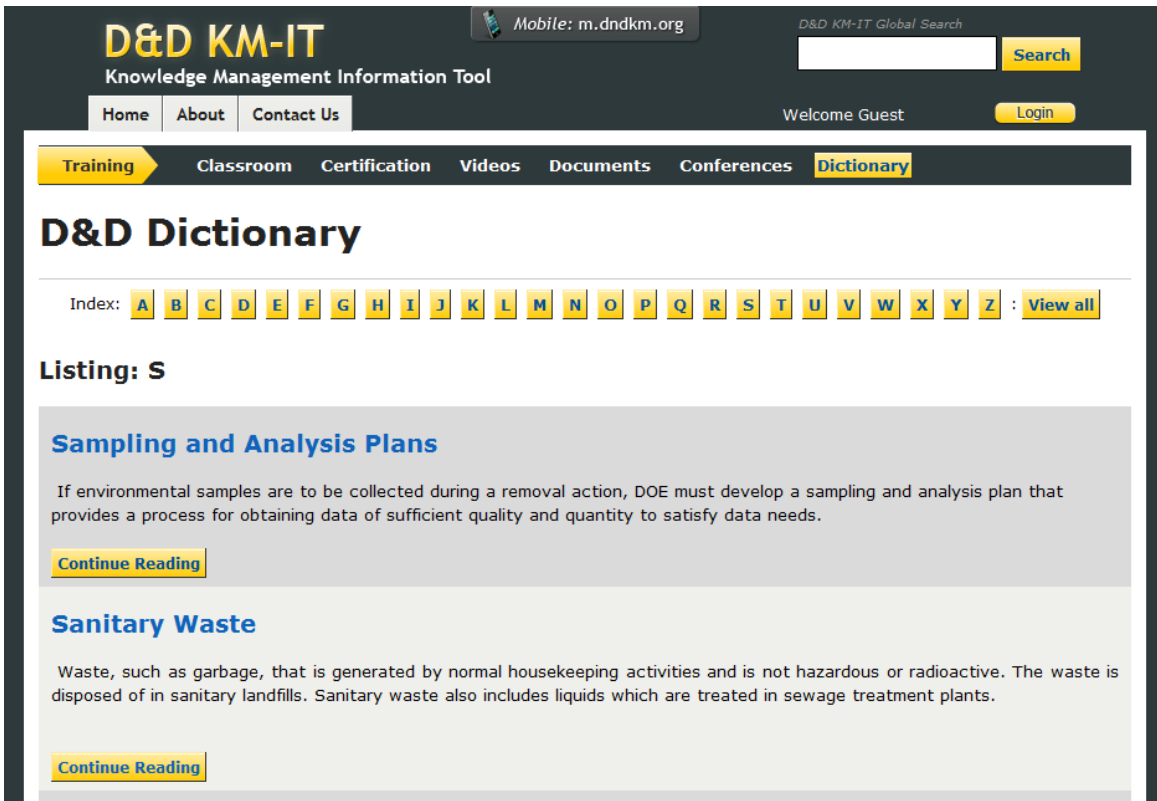 Mobile: m.dndkm.org
D&D KM-IT Global Search
D&D KM-IT
Search
Knowledge Management Information Tool
Home About Contact Us
Welcome Guest Login
Training Classroom Certification Videos Documents Conferences Dictionary
D&D Dictionary
Index: A B C D E F G H I J K L M N O P Q R S T U V W X Y Z : View all
Listing: S
Sampling and Analysis Plans
If environmental samples are to be collected during a removal action, DOE must develop a sampling and analysis plan that
provides a process for obtaining data of sufficient quality and quantity to satisfy data needs.
Continue Reading
Sanitary Waste
Waste, such as garbage, that is generated by normal housekeeping activities and is not hazardous or radioactive. The waste is
disposed of in sanitary landfills. Sanitary waste also includes liquids which are treated in sewage treatment plants.
Continue Reading